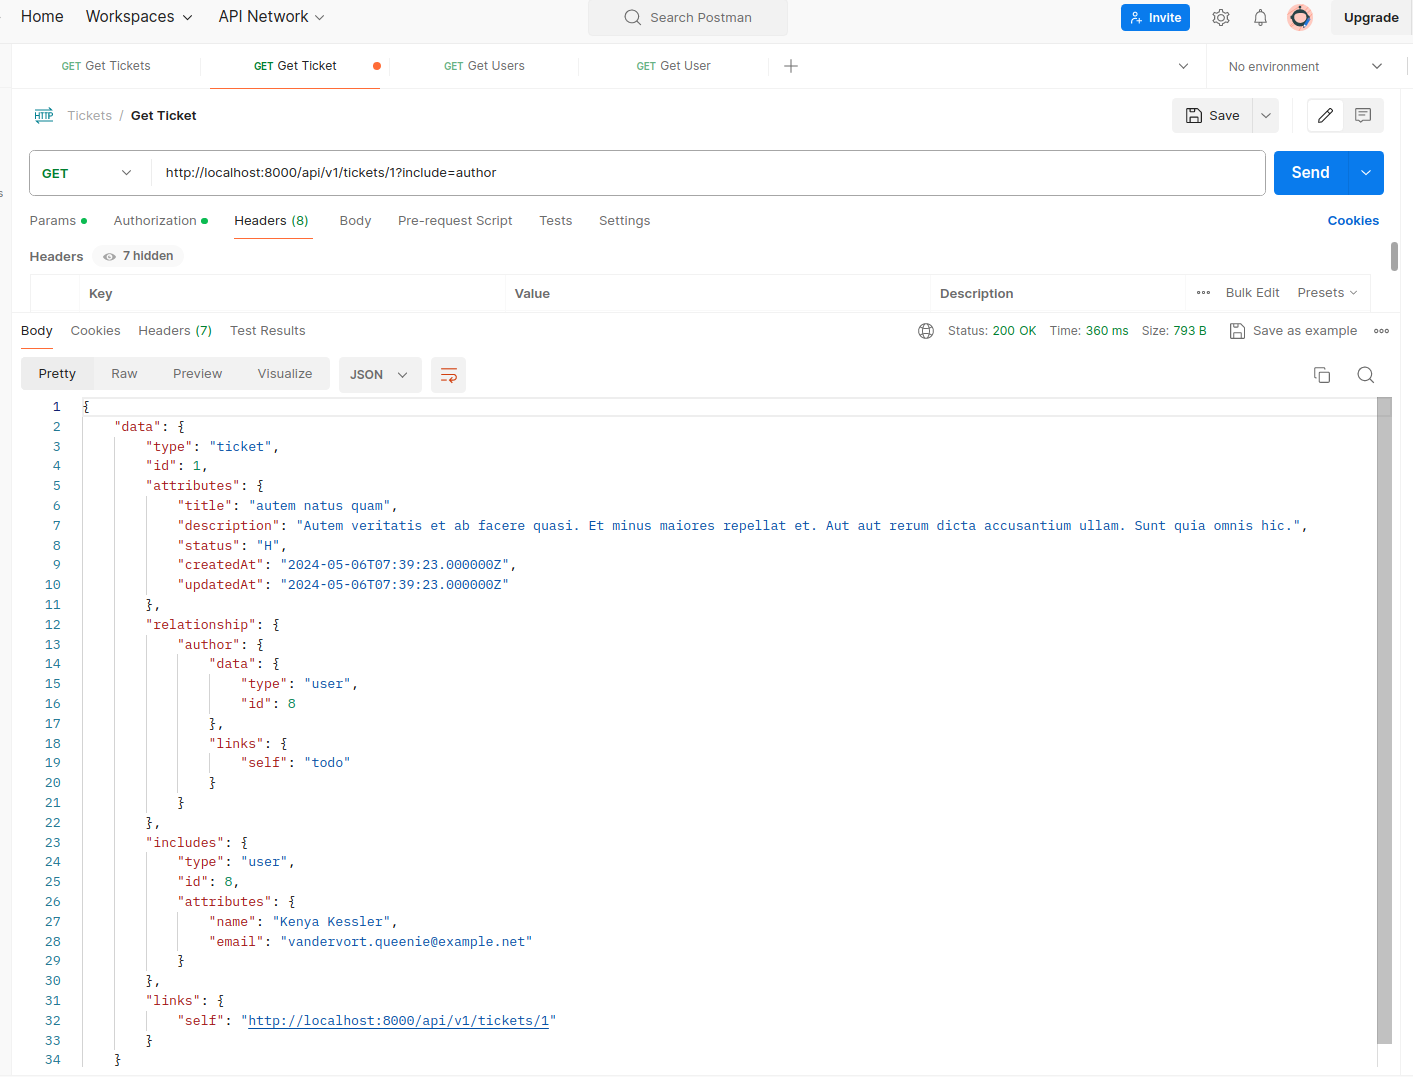 Home Workspaces API Network Search Postman Invite Upgrade
GET Get Tickets GET Get Ticket GET Get Users GET Get User No environment
HTTP Tickets / Get Ticket Save
GET http://localhost:8000/api/v1/tickets/1?include=author Send
s
Params Authorization Headers (8) Body Pre-request Script Tests Settings Cookies
Headers 7 hidden
Key Value Description Bulk Edit Presets
Body Cookies Headers (7) Test Results Status: 200 OK Time: 360 ms Size: 793 B Save as example
Pretty Raw Preview Visualize JSON
1 {
2 "data": {
3 "type": "ticket",
4 "id": 1,
5 "attributes": {
6 "title": "autem natus quam",
7 "description": "Autem veritatis et ab facere quasi. Et minus maiores repellat et. Aut aut rerum dicta accusantium ullam. Sunt quia omnis hic.",
8 "status": "H",
9 "createdAt": "2024-05-06T07:39:23.000000Z",
10 "updatedAt": "2024-05-06T07:39:23.000000Z"
11 },
12 "relationship": {
13 "author": {
14 "data": {
15 "type": "user",
16 "id": 8
17 },
18 "links": {
19 "self": "todo"
20 }
21 }
22 },
23 "includes": {
24 "type": "user",
25 "id": 8,
26 "attributes": {
27 "name": "Kenya Kessler",
28 "email": "vandervort.queenie@example.net"
29 }
30 },
31 "links": {
32 "self": "http://localhost:8000/api/v1/tickets/1"
33 }
34 }